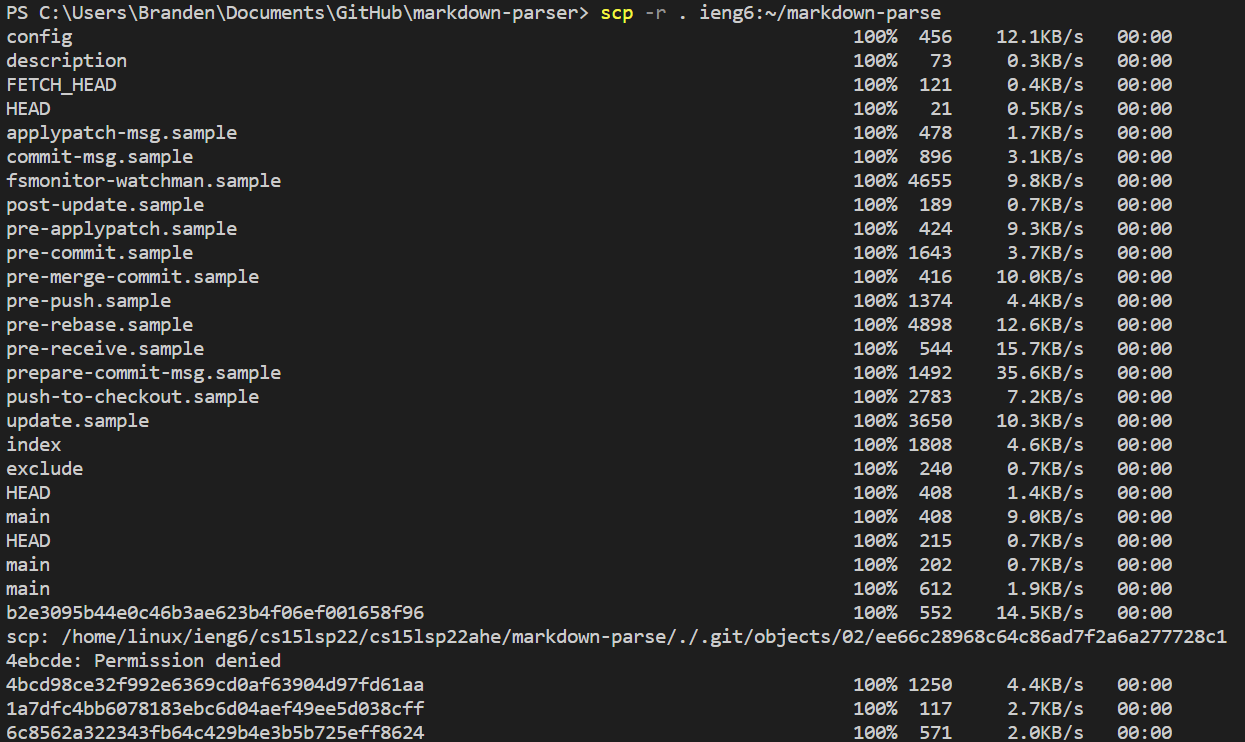 PS C:\Users\Branden\Documents\GitHub\markdown-parser> scp -r . ieng6:~/markdown-parse
config 100% 456 12.1KB/s 00:00
description 100% 73 0.3KB/s 00:00
FETCH_HEAD 100% 121 0.4KB/s 00:00
HEAD 100% 21 0.5KB/s 00:00
applypatch-msg.sample 100% 478 1.7KB/s 00:00
commit-msg.sample 100% 896 3.1KB/s 00:00
fsmonitor-watchman.sample 100% 4655 9.8KB/s 00:00
post-update.sample 100% 189 0.7KB/s 00:00
pre-applypatch.sample 100% 424 9.3KB/s 00:00
pre-commit.sample 100% 1643 3.7KB/s 00:00
pre-merge-commit.sample 100% 416 10.0KB/s 00:00
pre-push.sample 100% 1374 4.4KB/s 00:00
pre-rebase.sample 100% 4898 12.6KB/s 00:00
pre-receive.sample 100% 544 15.7KB/s 00:00
prepare-commit-msg.sample 100% 1492 35.6KB/s 00:00
push-to-checkout.sample 100% 2783 7.2KB/s 00:00
update.sample 100% 3650 10.3KB/s 00:00
index 100% 1808 4.6KB/s 00:00
exclude 100% 240 0.7KB/s 00:00
HEAD 100% 408 1.4KB/s 00:00
main 100% 408 9.0KB/s 00:00
HEAD 100% 215 0.7KB/s 00:00
main 100% 202 0.7KB/s 00:00
main 100% 612 1.9KB/s 00:00
b2e3095b44e0c46b3ae623b4f06ef001658f96 100% 552 14.5KB/s 00:00
scp: /home/linux/ieng6/cs15lsp22/cs15lsp22ahe/markdown-parse/./.git/objects/02/ee66c28968c64c86ad7f2a6a277728c1
4ebcde: Permission denied
4bcd98ce32f992e6369cd0af63904d97fd61aa 100% 1250 4.4KB/s 00:00
1a7dfc4bb6078183ebc6d04aef49ee5d038cff 100% 117 2.7KB/s 00:00
6c8562a322343fb64c429b4e3b5b725eff8624 100% 571 2.0KB/s 00:00